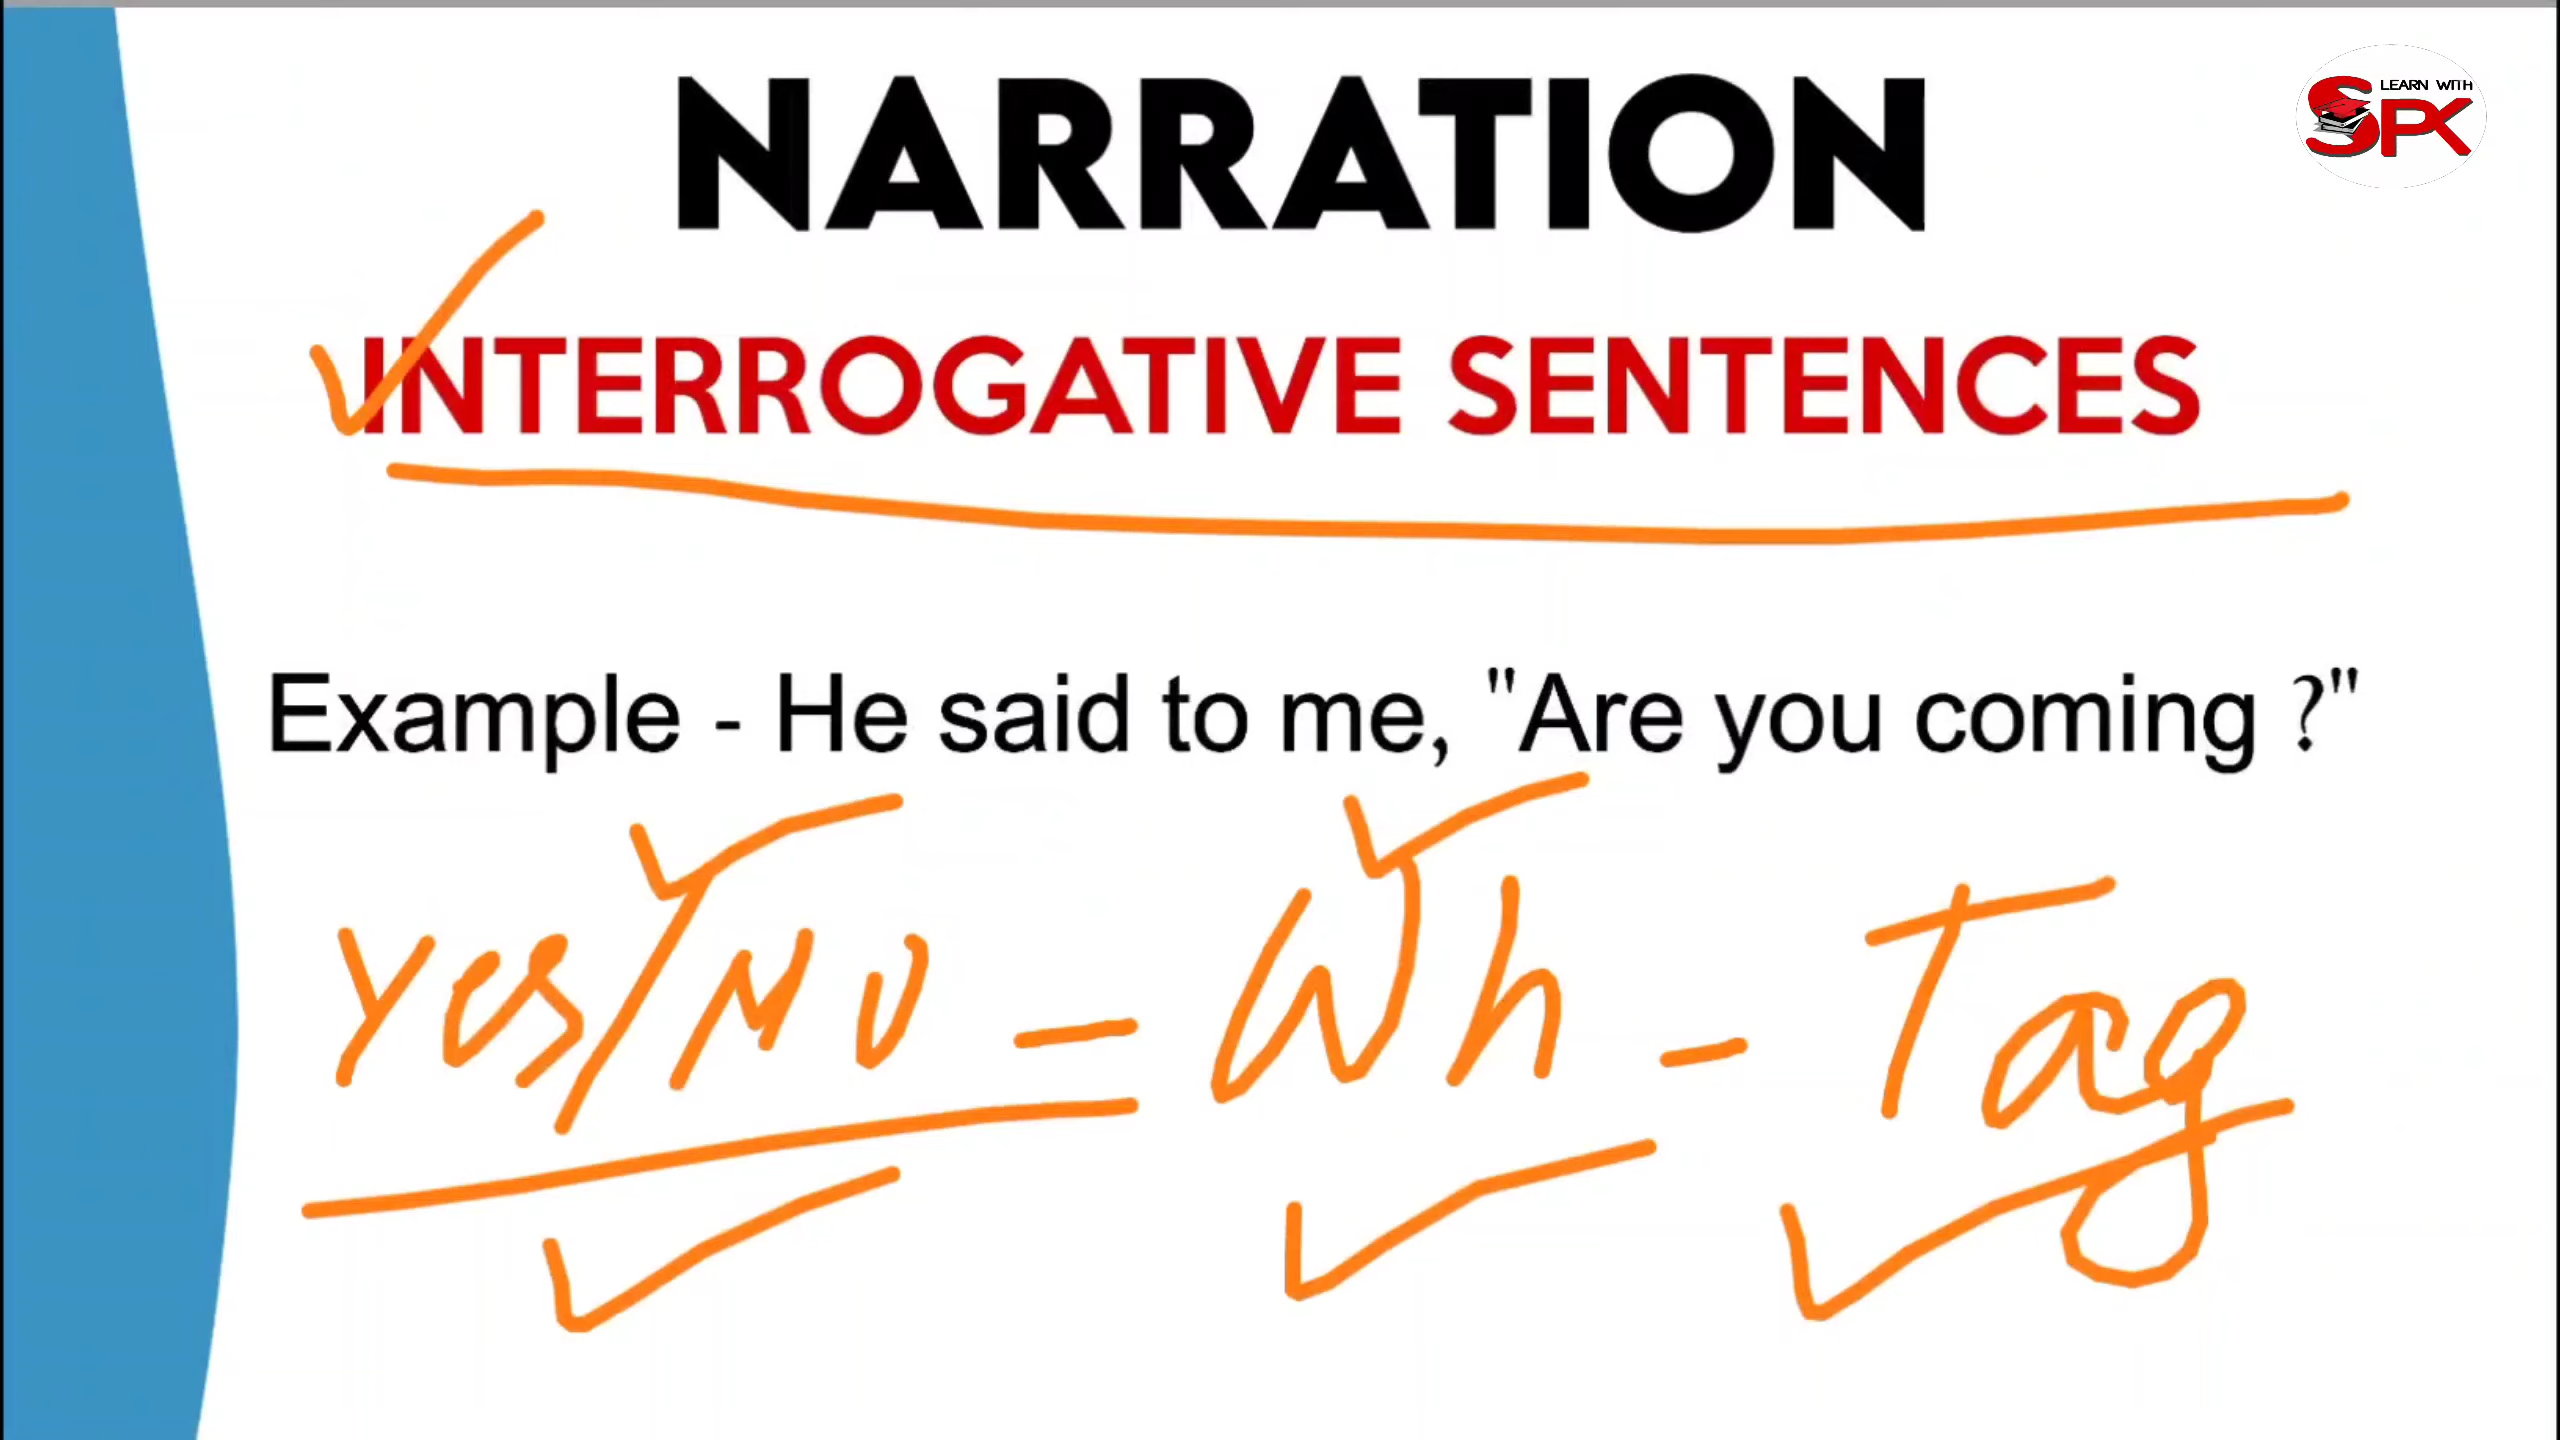 LEARN WITH
SPK
NARRATION
INTERROGATIVE SENTENCES
Example - He said to me, "Are you coming ?"
Yes/No - Wh - Tag